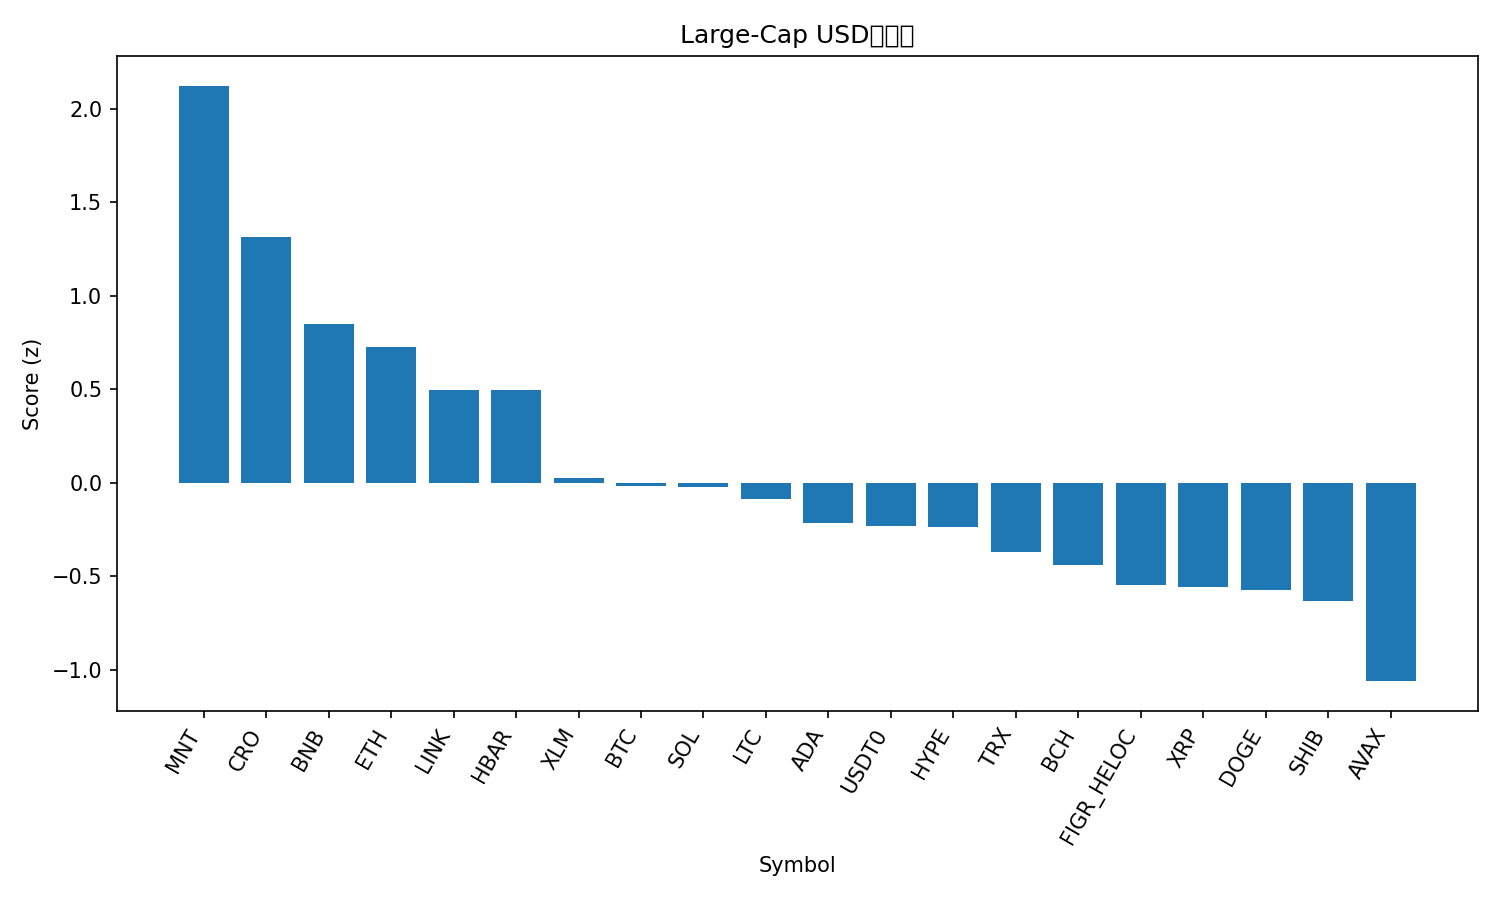 Large-Cap USD
Score (z)
2.0
1.5
1.0
0.5
0.0
−0.5
−1.0
MNT
CRO
BNB
ETH
LINK
HBAR
XLM
BTC
SOL
LTC
ADA
USDT0
HYPE
TRX
BCH
FIGR_HELOC
XRP
DOGE
SHIB
AVAX
Symbol